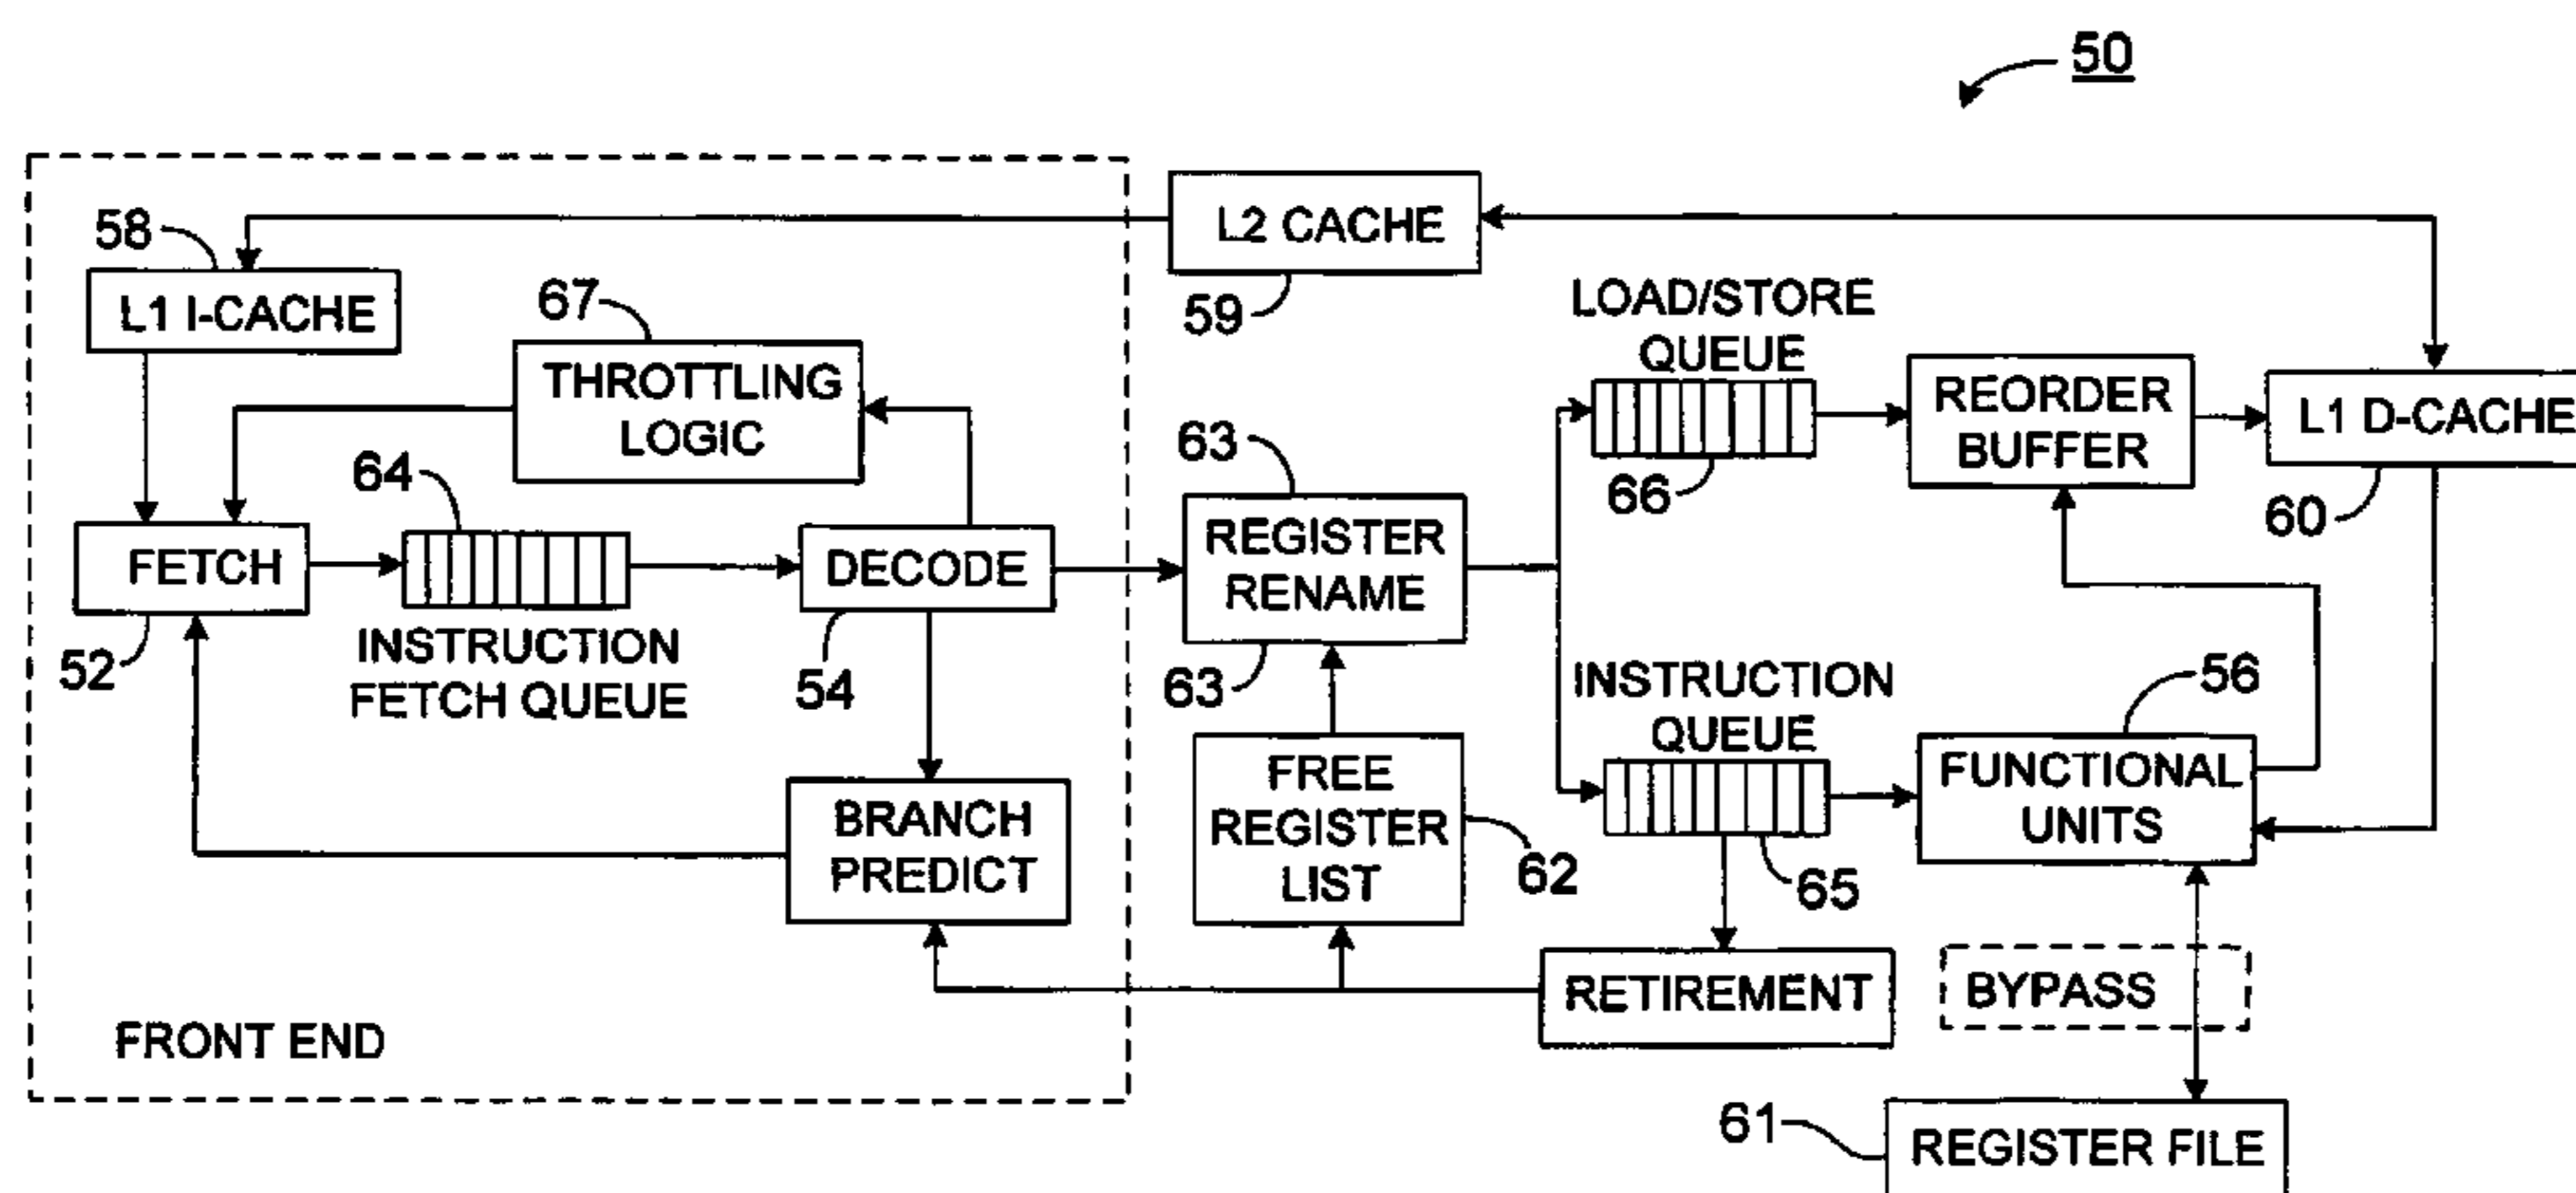 50
58
L1 I-CACHE
67
THROTTLING
LOGIC
L2 CACHE
59
LOAD/STORE
QUEUE
66
REORDER
BUFFER
L1 D-CACHE
60
FETCH
52
64
INSTRUCTION
FETCH QUEUE
DECODE
54
63
REGISTER
RENAME
63
INSTRUCTION
QUEUE
65
56
FUNCTIONAL
UNITS
BRANCH
PREDICT
FREE
REGISTER
LIST
62
RETIREMENT
BYPASS
FRONT END
61
REGISTER FILE